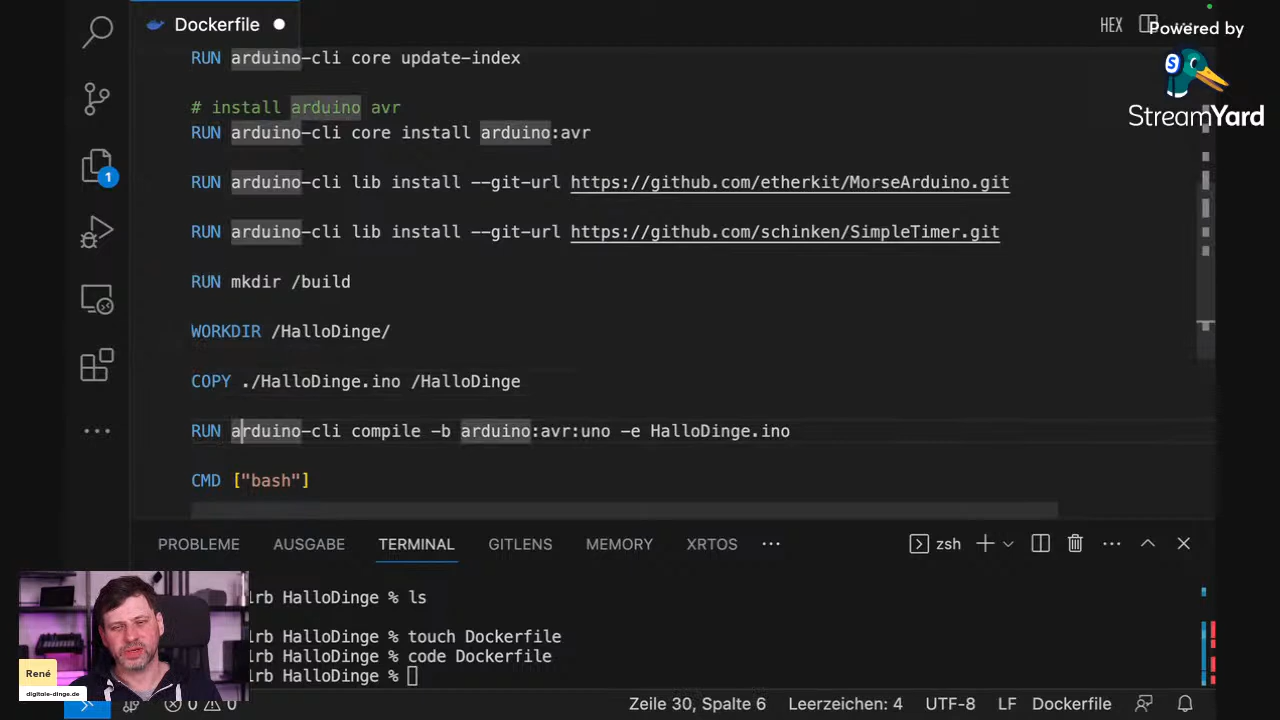 Dockerfile
HEX
Powered by
StreamYard
RUN arduino-cli core update-index
# install arduino avr
RUN arduino-cli core install arduino:avr
RUN arduino-cli lib install --git-url https://github.com/etherkit/MorseArduino.git
1
RUN arduino-cli lib install --git-url https://github.com/schinken/SimpleTimer.git
RUN mkdir /build
WORKDIR /HalloDinge/
COPY ./HalloDinge.ino /HalloDinge
RUN arduino-cli compile -b arduino:avr:uno -e HalloDinge.ino
CMD ["bash"]
PROBLEME AUSGABE TERMINAL GITLENS MEMORY XRTOS zsh
lrb HalloDinge % ls
lrb HalloDinge % touch Dockerfile
lrb HalloDinge % code Dockerfile
lrb HalloDinge %
René
digitale-dinge.de
0 0 Zeile 30, Spalte 6 Leerzeichen: 4 UTF-8 LF Dockerfile